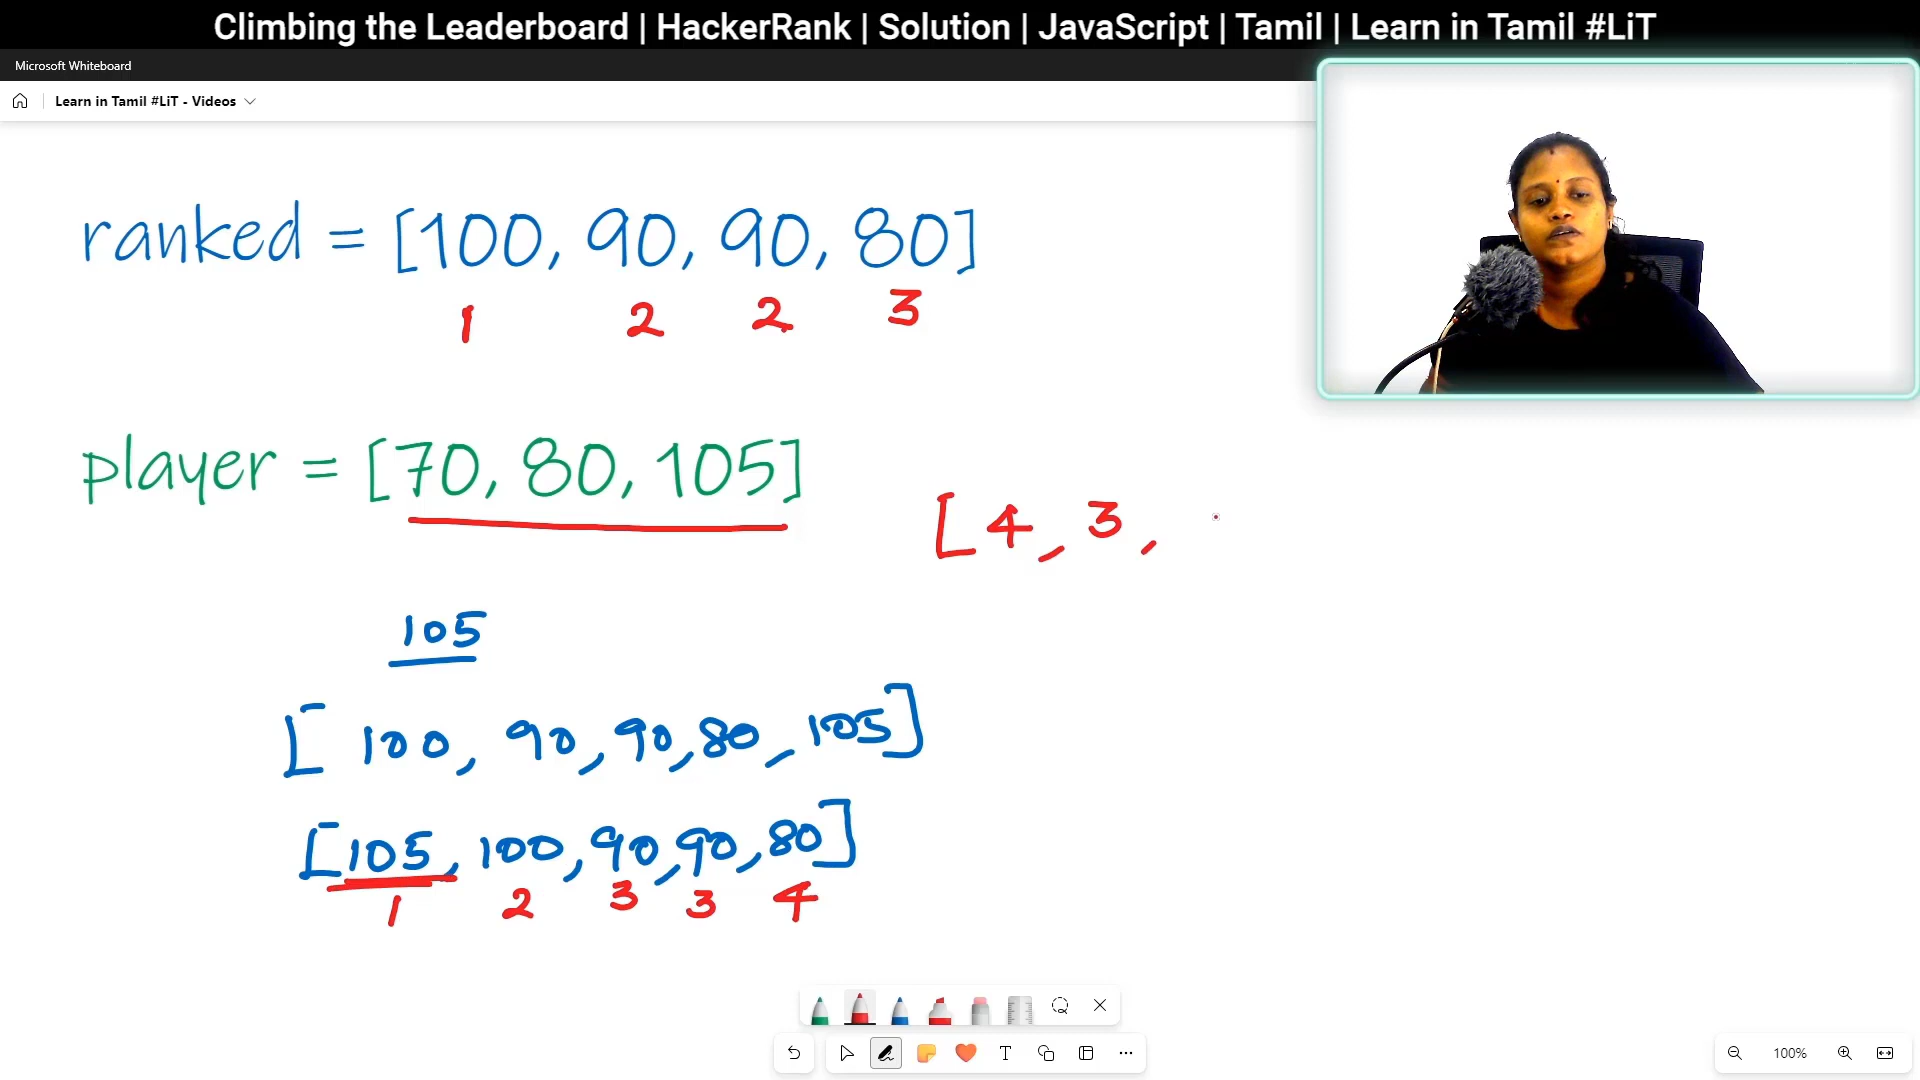 Climbing the Leaderboard | HackerRank | Solution | JavaScript | Tamil | Learn in Tamil #LiT
Microsoft Whiteboard
Learn in Tamil #LiT - Videos
ranked = [100, 90, 90, 80]
1 2 2 3
player = [70, 80, 105]
[4, 3,
105
[100, 90, 90, 80, 105]
[105, 100, 90, 90, 80]
1 2 3 3 4
T
100%